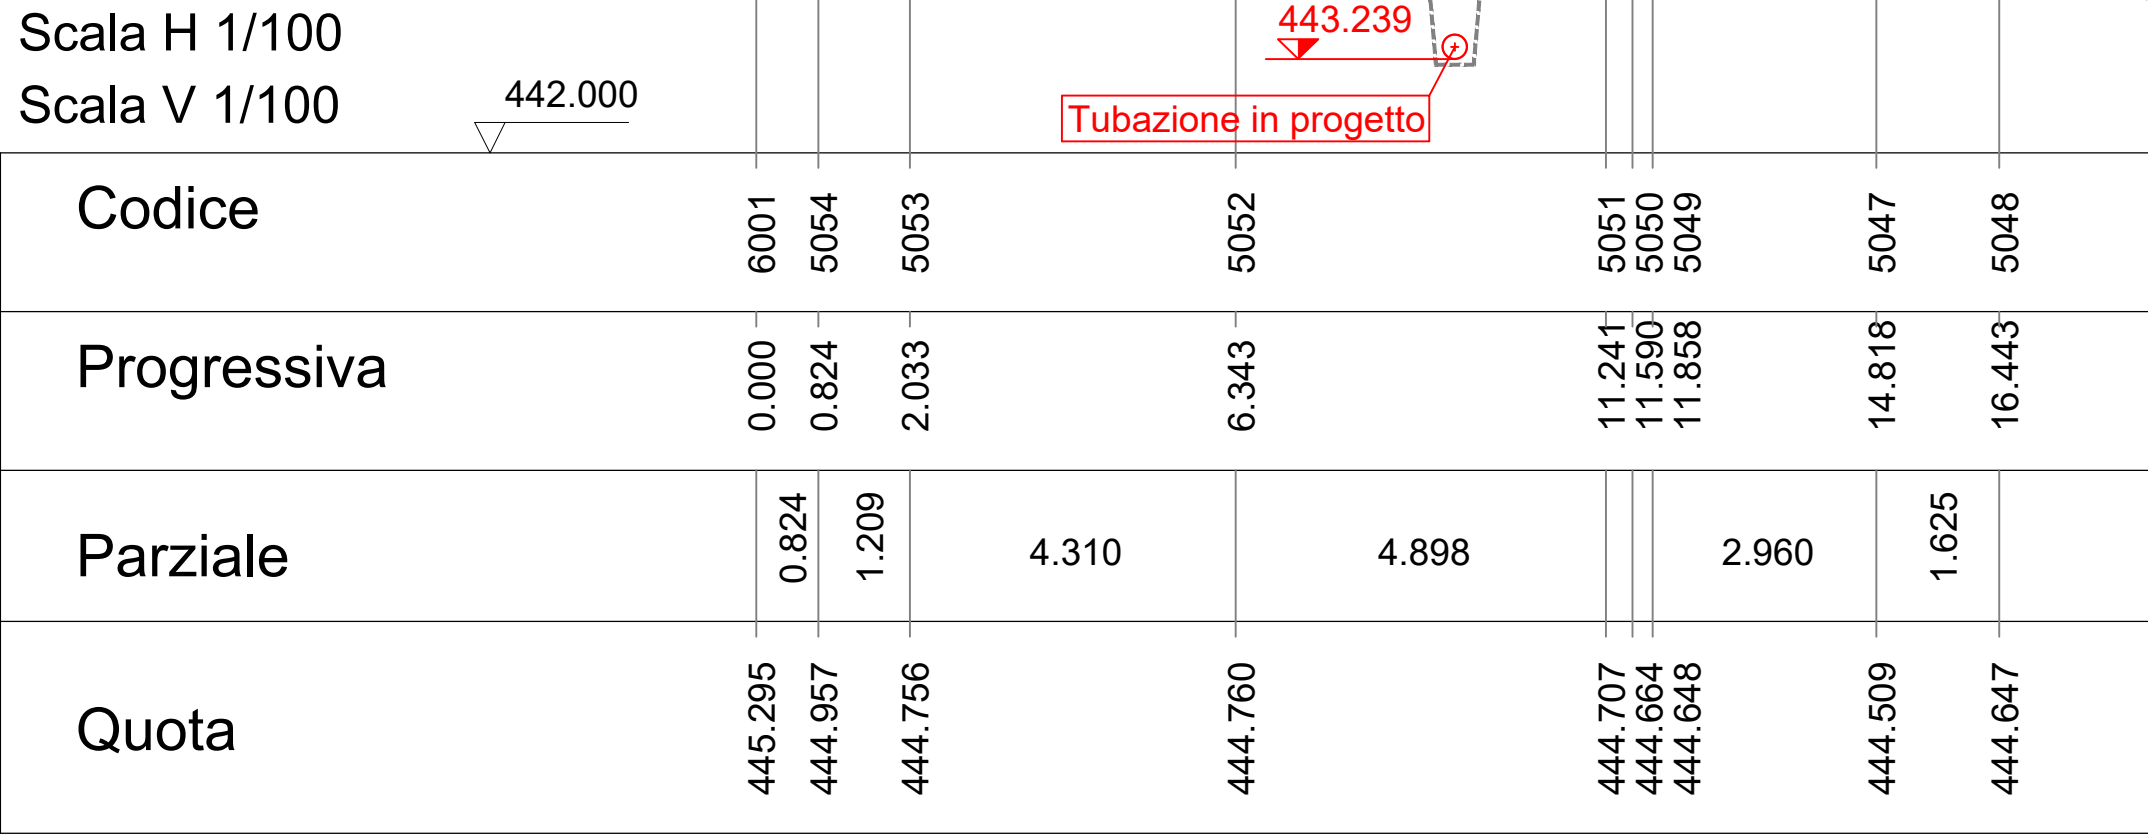 Scala H 1/100
443.239
Scala V 1/100
442.000
Tubazione in progetto
Codice 6001 5054 5053 5052 5051 5050 5049 5047 5048
Progressiva 0.000 0.824 2.033 6.343 11.241 11.590 11.858 14.818 16.443
Parziale 0.824 1.209 4.310 4.898 2.960 1.625
Quota 445.295 444.957 444.756 444.760 444.707 444.664 444.648 444.509 444.647